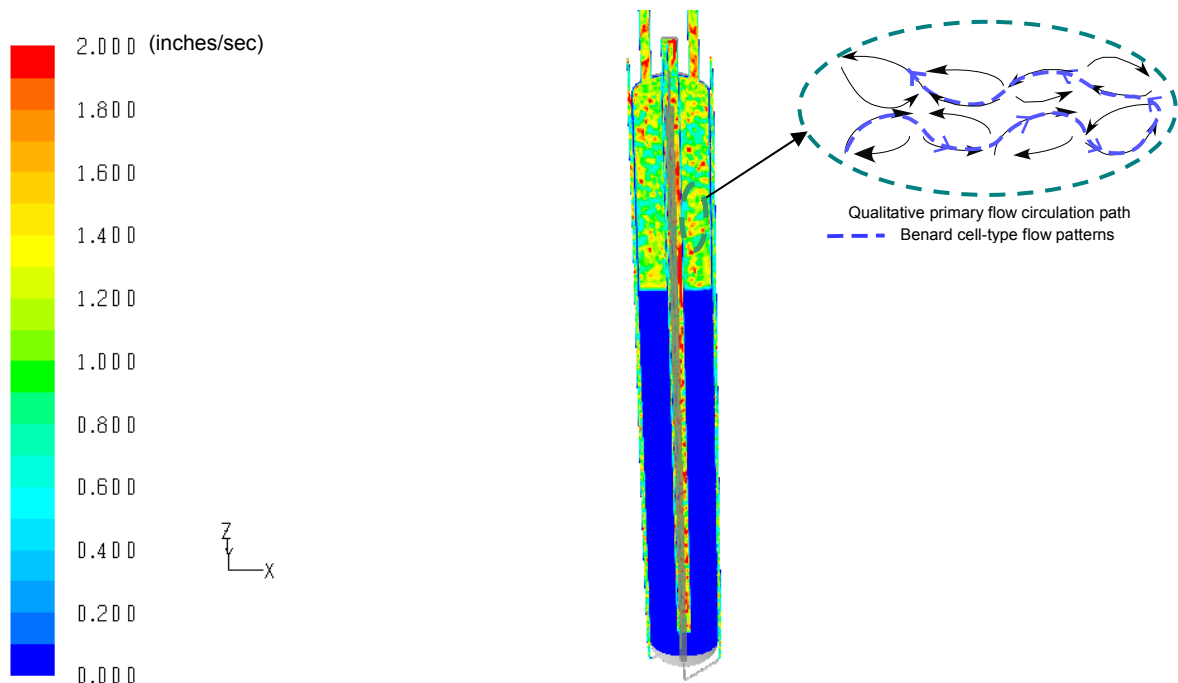 2.000 (inches/sec)
1.800
1.600
1.400
1.200
1.000
0.800
0.600
0.400
0.200
0.000
Z
Y
X
Qualitative primary flow circulation path
Benard cell-type flow patterns